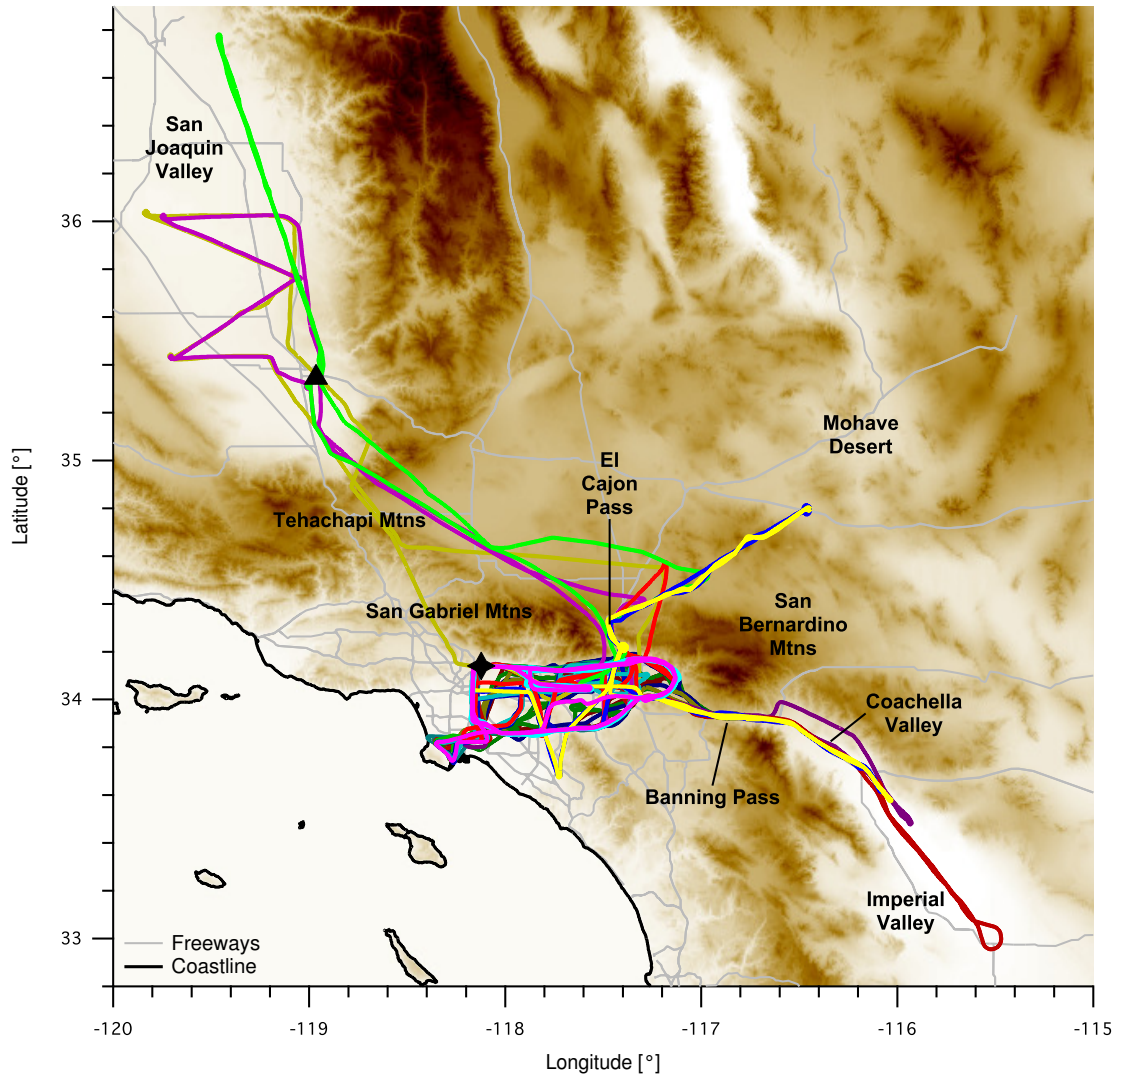 San
Joaquin
Valley
36
Mohave
Desert
El
Cajon
Pass
35
Tehachapi Mtns
San Gabriel Mtns
San
Bernardino
Mtns
34
Coachella
Valley
Banning Pass
Imperial
Valley
33
Freeways
Coastline
Latitude [°]
-120
-119
-118
-117
-116
-115
Longitude [°]